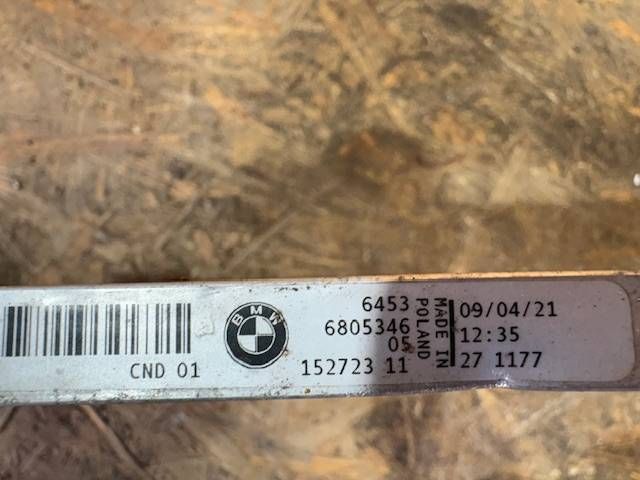 CND 01
BMW
6453
6805346
05
152723 11
MADE IN
POLAND
09/04/21
12:35
27 1177